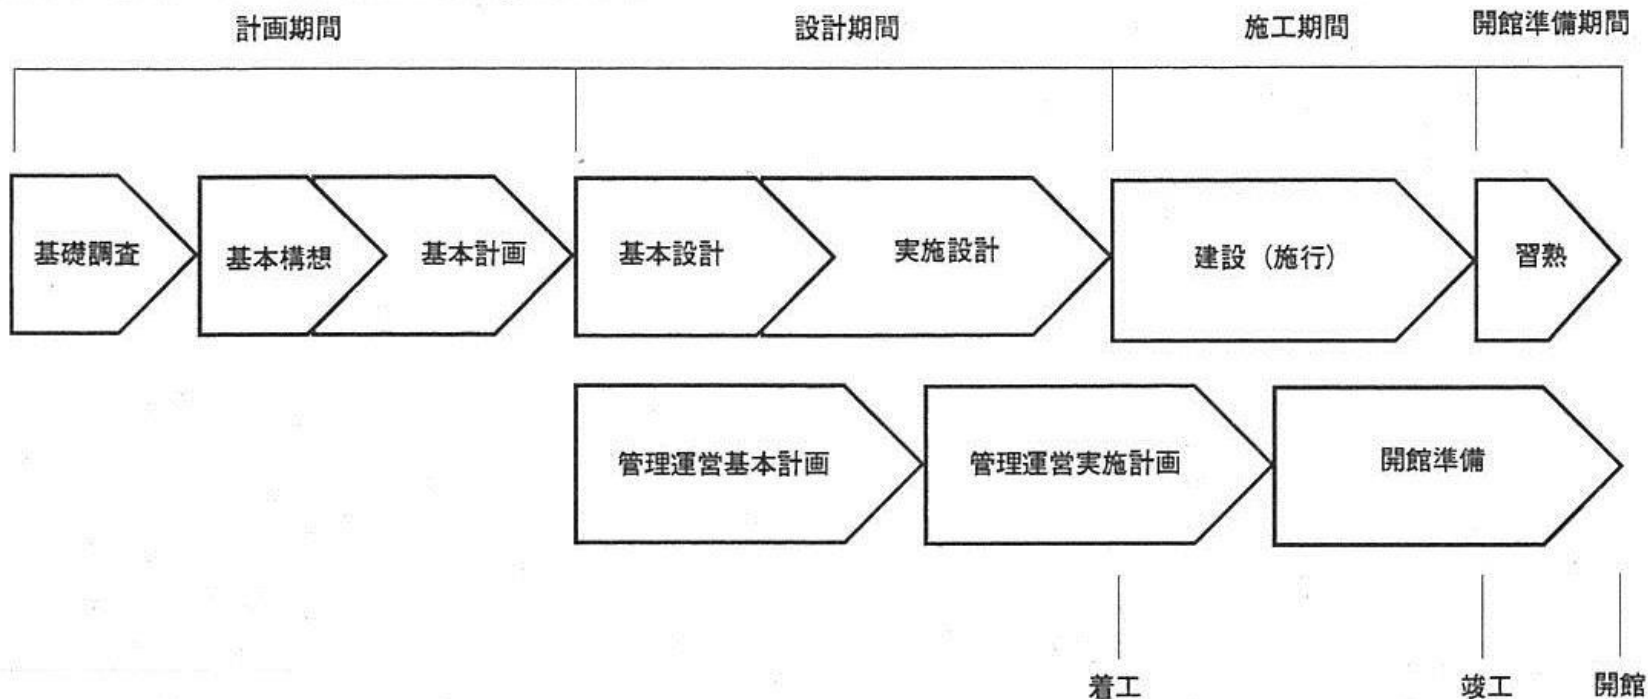 計画期間
設計期間
施工期間
開館準備期間
基礎調査
基本構想
基本計画
基本設計
実施設計
建設（施行）
習熟
管理運営基本計画
管理運営実施計画
開館準備
着工
竣工
開館